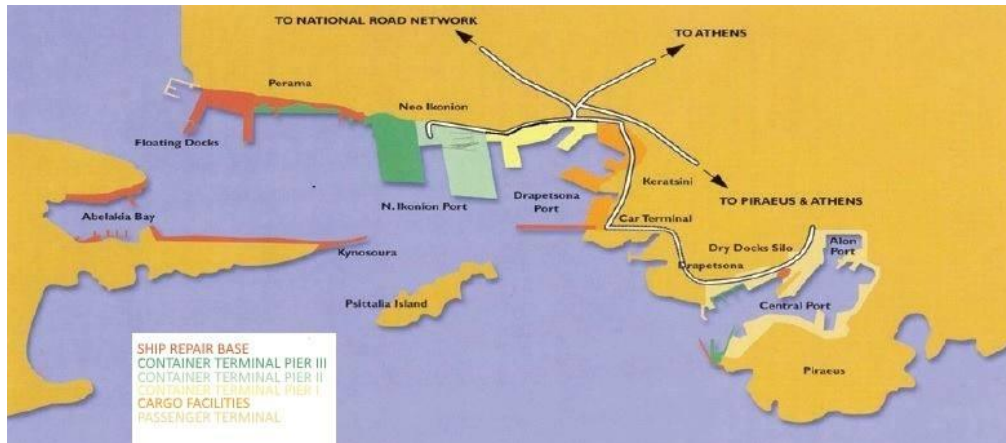 TO NATIONAL ROAD NETWORK
TO ATHENS
Perama
Neo Ikonion
Floating Docks
Keratsini
N. Ikonion Port
Drapetsona
Port
TO PIRAEUS & ATHENS
Abelakia Bay
Car Terminal
Kynosoura
Dry Docks Silo
Alon
Port
Drapetsona
Psittalia Island
Central Port
Piraeus
SHIP REPAIR BASE
CONTAINER TERMINAL PIER III
CONTAINER TERMINAL PIER II
CONTAINER TERMINAL PIER I
CARGO FACILITIES
PASSENGER TERMINAL